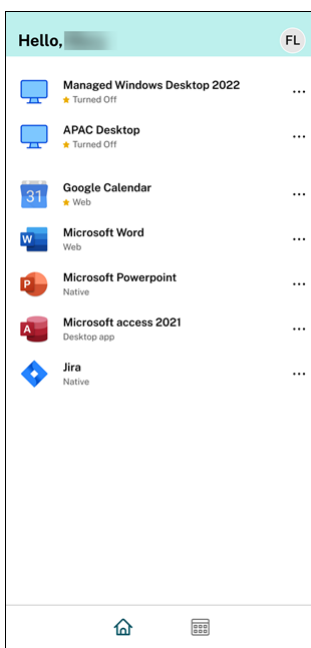 Hello,
FL
Managed Windows Desktop 2022
Turned Off
APAC Desktop
Turned Off
31
Google Calendar
Web
W
Microsoft Word
Web
P
Microsoft Powerpoint
Native
A
Microsoft access 2021
Desktop app
Jira
Native